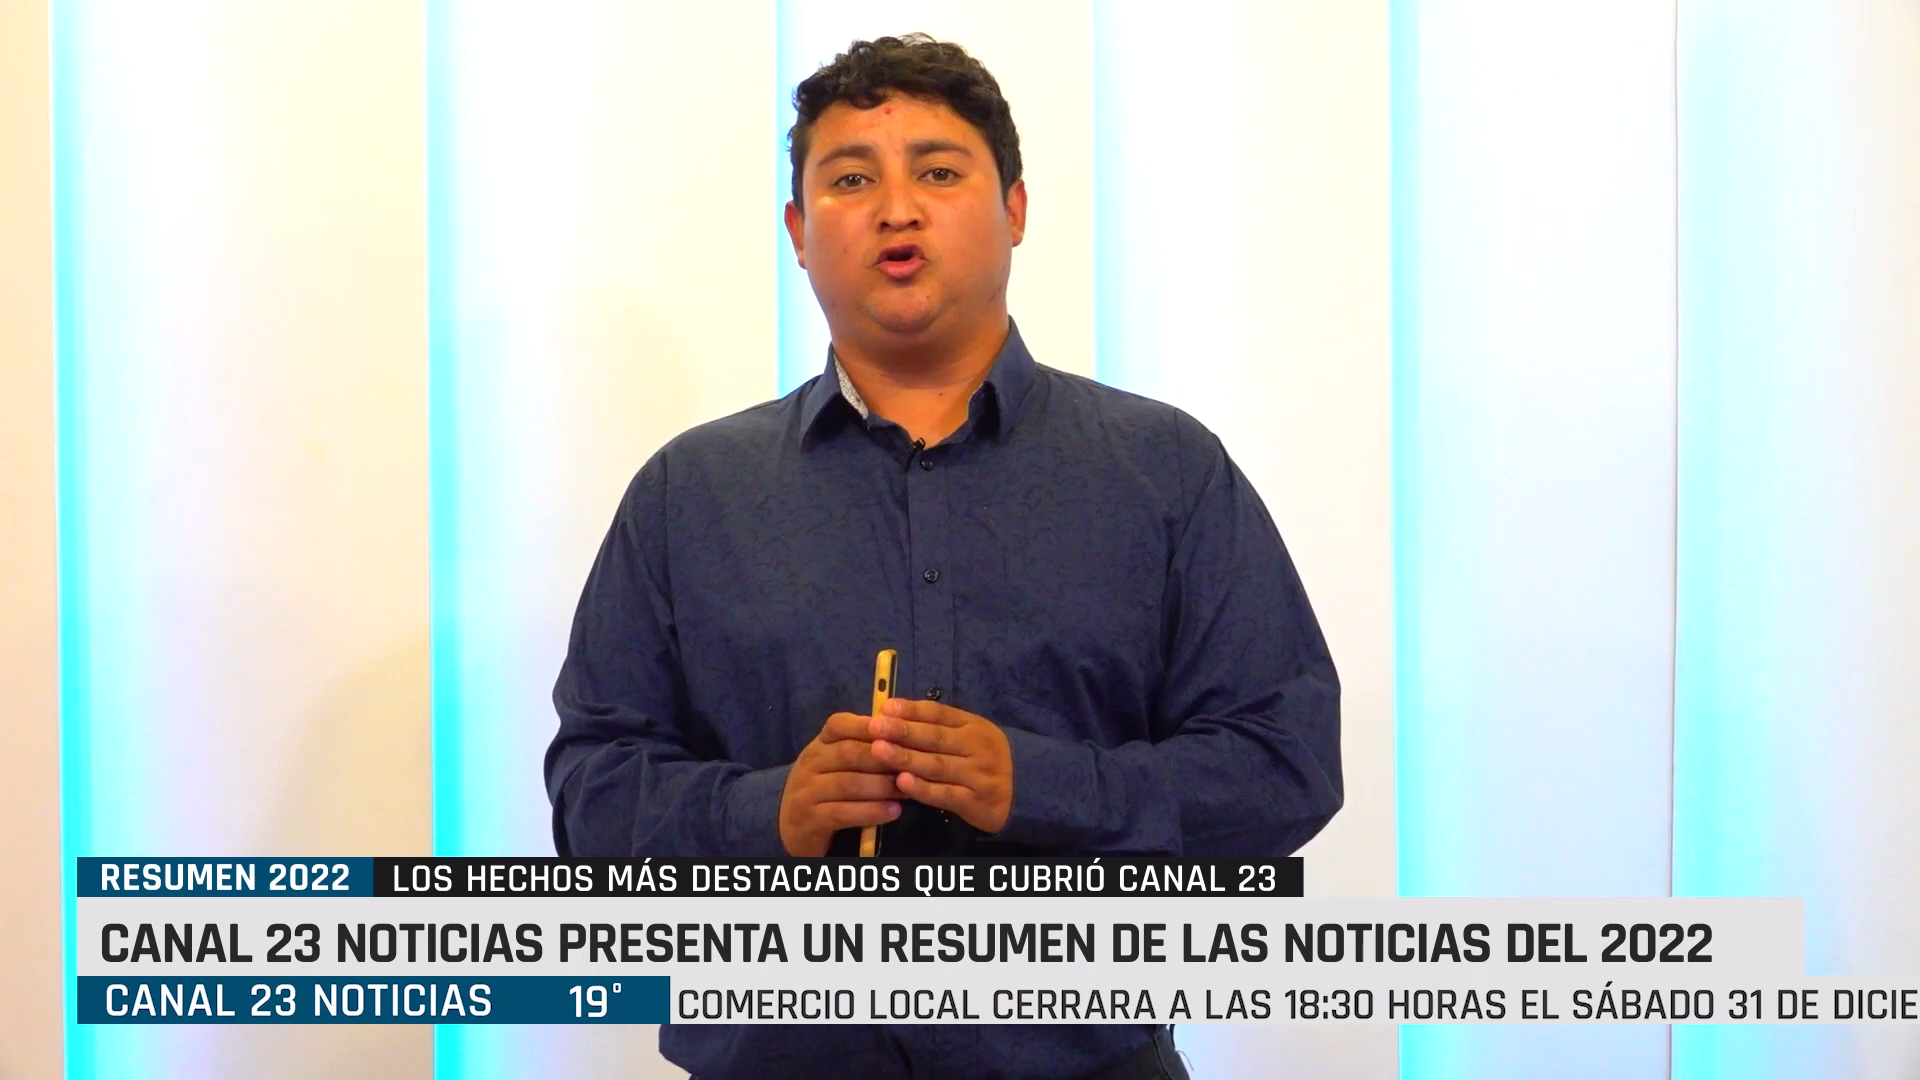 RESUMEN 2022 LOS HECHOS MÁS DESTACADOS QUE CUBRIÓ CANAL 23
CANAL 23 NOTICIAS PRESENTA UN RESUMEN DE LAS NOTICIAS DEL 2022
CANAL 23 NOTICIAS 19° COMERCIO LOCAL CERRARA A LAS 18:30 HORAS EL SÁBADO 31 DE DICIE